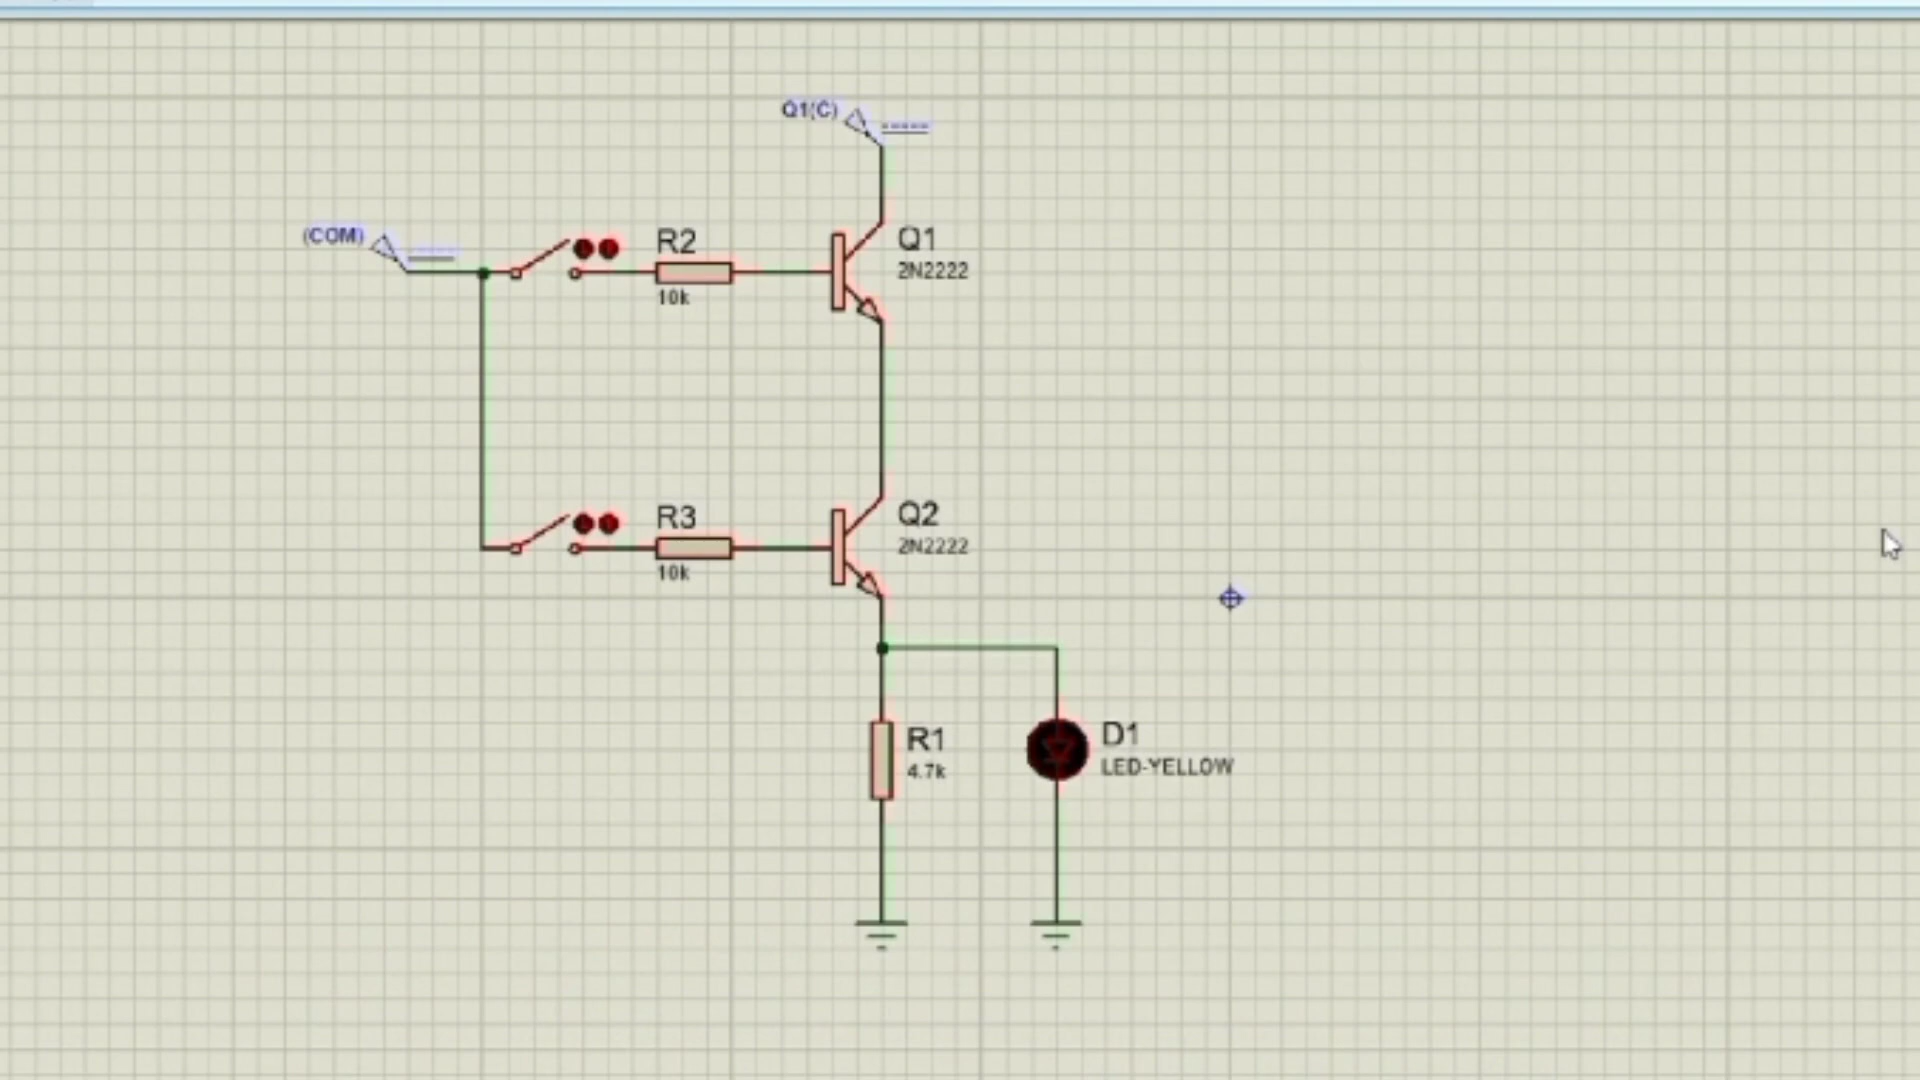 Q1(C)
(COM)
R2
10k
Q1
2N2222
R3
10k
Q2
2N2222
R1
4.7k
D1
LED-YELLOW